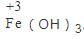 +3
Fe ( OH ) 3.